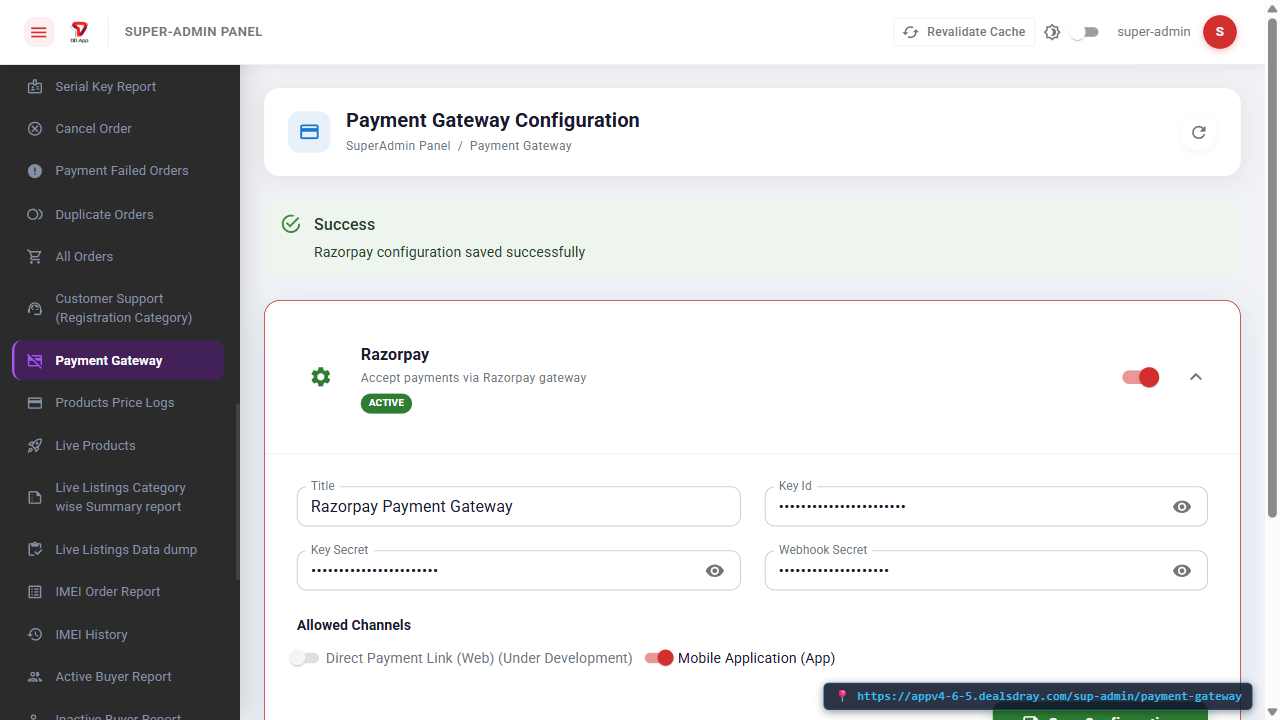 DD App
SUPER-ADMIN PANEL
Revalidate Cache
super-admin
S
Serial Key Report
Cancel Order
Payment Failed Orders
Duplicate Orders
All Orders
Customer Support
(Registration Category)
Payment Gateway
Products Price Logs
Live Products
Live Listings Category
wise Summary report
Live Listings Data dump
IMEI Order Report
IMEI History
Active Buyer Report
Inactive Buyer Report
Payment Gateway Configuration
SuperAdmin Panel / Payment Gateway
Success
Razorpay configuration saved successfully
Razorpay
Accept payments via Razorpay gateway
ACTIVE
Title
Razorpay Payment Gateway
Key Id
•••••••••••••••••••••••
Key Secret
•••••••••••••••••••••••
Webhook Secret
••••••••••••••••••••
Allowed Channels
Direct Payment Link (Web) (Under Development)
Mobile Application (App)
https://appv4-6-5.dealsdray.com/sup-admin/payment-gateway